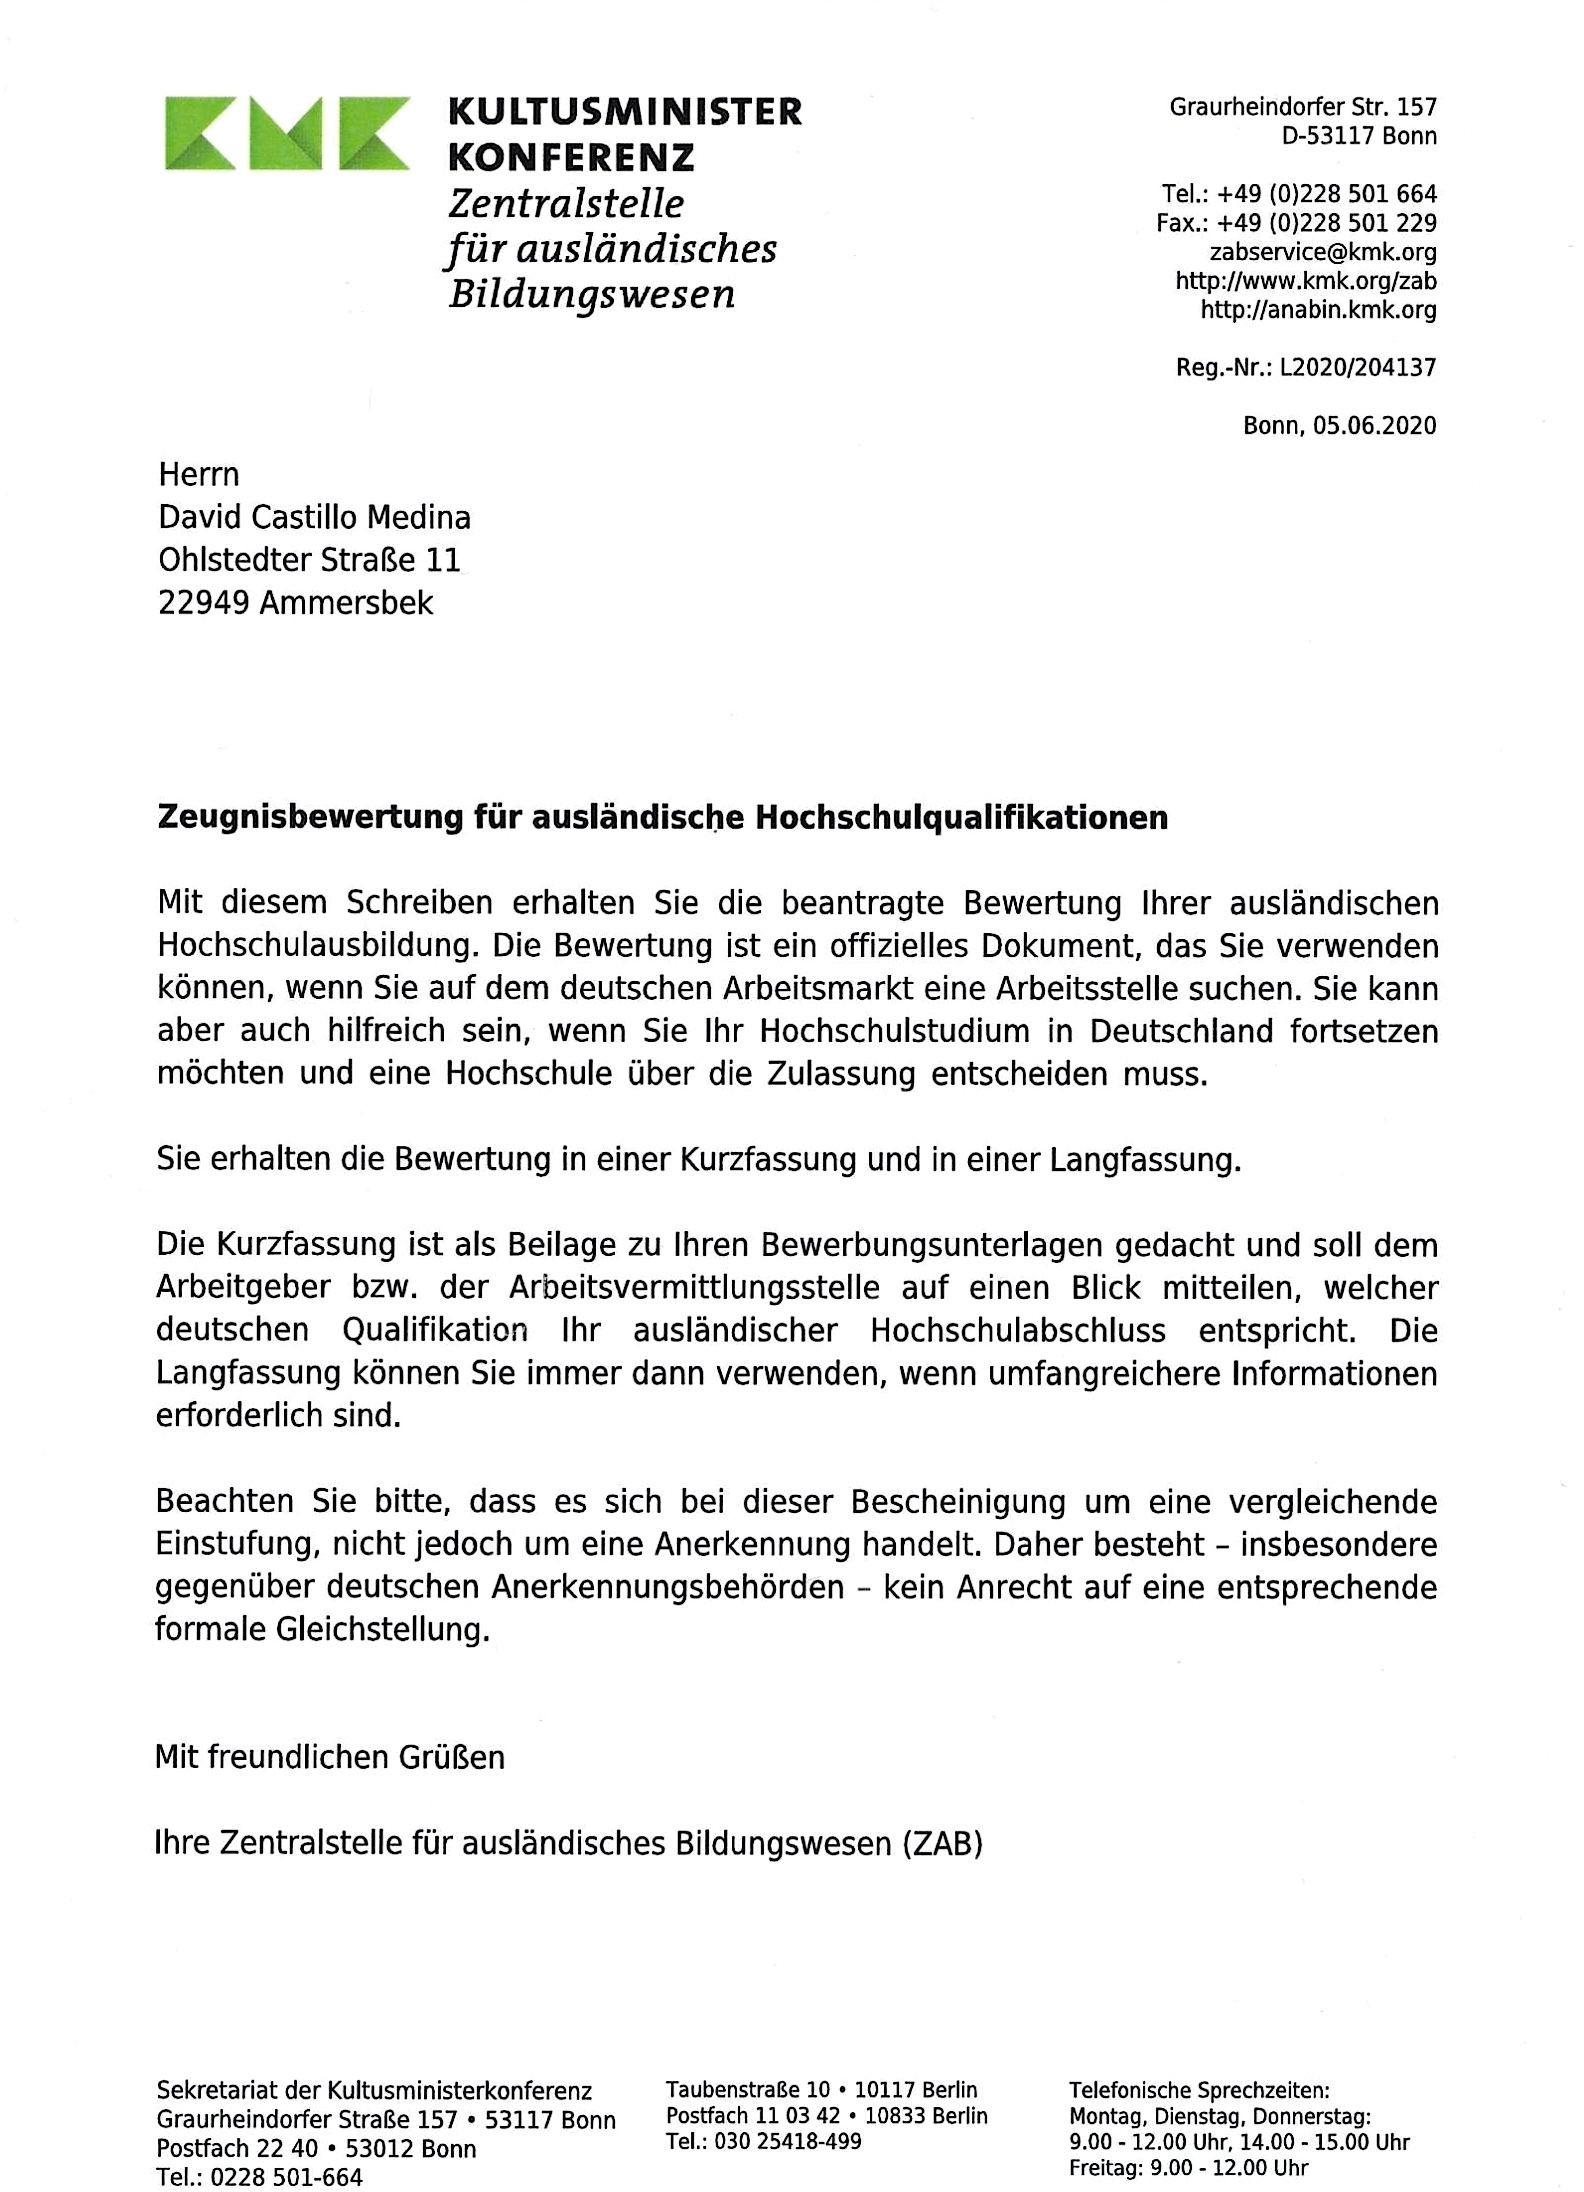 KMK
KULTUSMINISTER
KONFERENZ
Zentralstelle
für ausländisches
Bildungswesen
Graurheindorfer Str. 157
D-53117 Bonn
Tel.: +49 (0)228 501 664
Fax.: +49 (0)228 501 229
zabservice@kmk.org
http://www.kmk.org/zab
http://anabin.kmk.org
Reg.-Nr.: L2020/204137
Bonn, 05.06.2020
Herrn
David Castillo Medina
Ohlstedter Straße 11
22949 Ammersbek
Zeugnisbewertung für ausländische Hochschulqualifikationen
Mit diesem Schreiben erhalten Sie die beantragte Bewertung Ihrer ausländischen
Hochschulausbildung. Die Bewertung ist ein offizielles Dokument, das Sie verwenden
können, wenn Sie auf dem deutschen Arbeitsmarkt eine Arbeitsstelle suchen. Sie kann
aber auch hilfreich sein, wenn Sie Ihr Hochschulstudium in Deutschland fortsetzen
möchten und eine Hochschule über die Zulassung entscheiden muss.
Sie erhalten die Bewertung in einer Kurzfassung und in einer Langfassung.
Die Kurzfassung ist als Beilage zu Ihren Bewerbungsunterlagen gedacht und soll dem
Arbeitgeber bzw. der Arbeitsvermittlungsstelle auf einen Blick mitteilen, welcher
deutschen Qualifikation Ihr ausländischer Hochschulabschluss entspricht. Die
Langfassung können Sie immer dann verwenden, wenn umfangreichere Informationen
erforderlich sind.
Beachten Sie bitte, dass es sich bei dieser Bescheinigung um eine vergleichende
Einstufung, nicht jedoch um eine Anerkennung handelt. Daher besteht – insbesondere
gegenüber deutschen Anerkennungsbehörden – kein Anrecht auf eine entsprechende
formale Gleichstellung.
Mit freundlichen Grüßen
Ihre Zentralstelle für ausländisches Bildungswesen (ZAB)
Sekretariat der Kultusministerkonferenz
Graurheindorfer Straße 157 • 53117 Bonn
Postfach 22 40 • 53012 Bonn
Tel.: 0228 501-664
Taubenstraße 10 • 10117 Berlin
Postfach 11 03 42 • 10833 Berlin
Tel.: 030 25418-499
Telefonische Sprechzeiten:
Montag, Dienstag, Donnerstag:
9.00 - 12.00 Uhr, 14.00 - 15.00 Uhr
Freitag: 9.00 - 12.00 Uhr